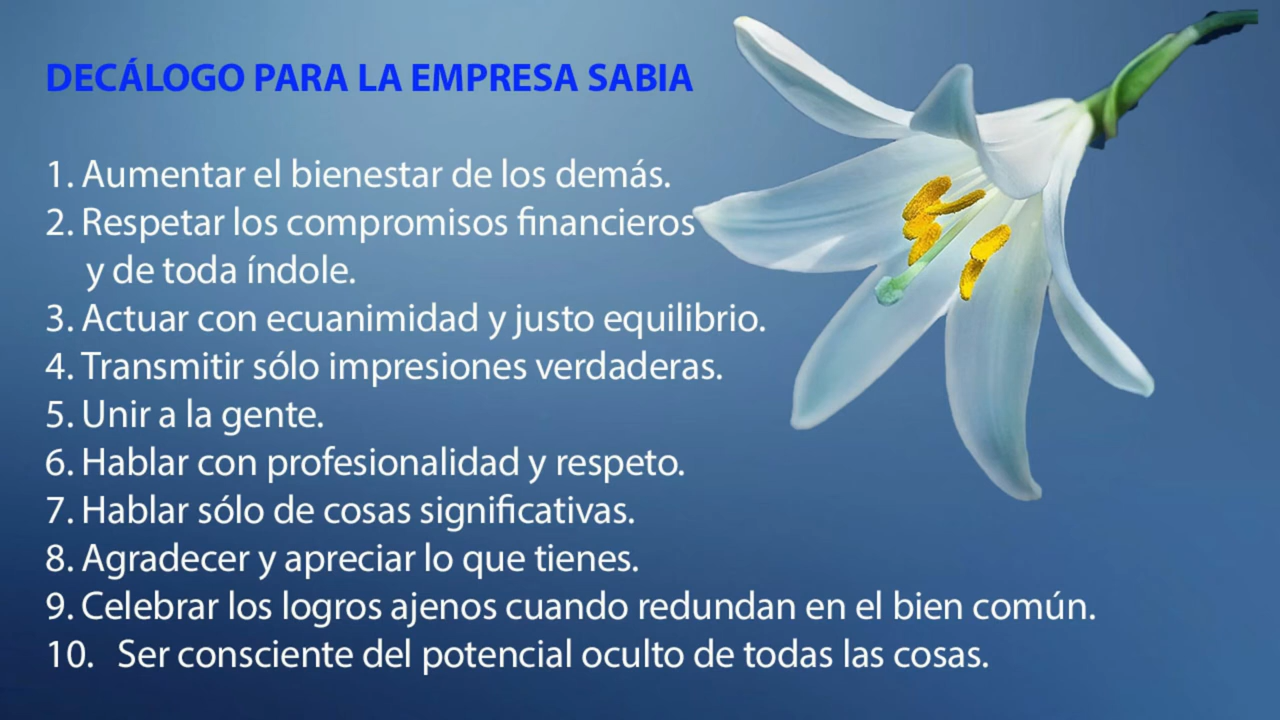 DECÁLOGO PARA LA EMPRESA SABIA
1. Aumentar el bienestar de los demás.
2. Respetar los compromisos financieros
y de toda índole.
3. Actuar con ecuanimidad y justo equilibrio.
4. Transmitir sólo impresiones verdaderas.
5. Unir a la gente.
6. Hablar con profesionalidad y respeto.
7. Hablar sólo de cosas significativas.
8. Agradecer y apreciar lo que tienes.
9. Celebrar los logros ajenos cuando redundan en el bien común.
10. Ser consciente del potencial oculto de todas las cosas.